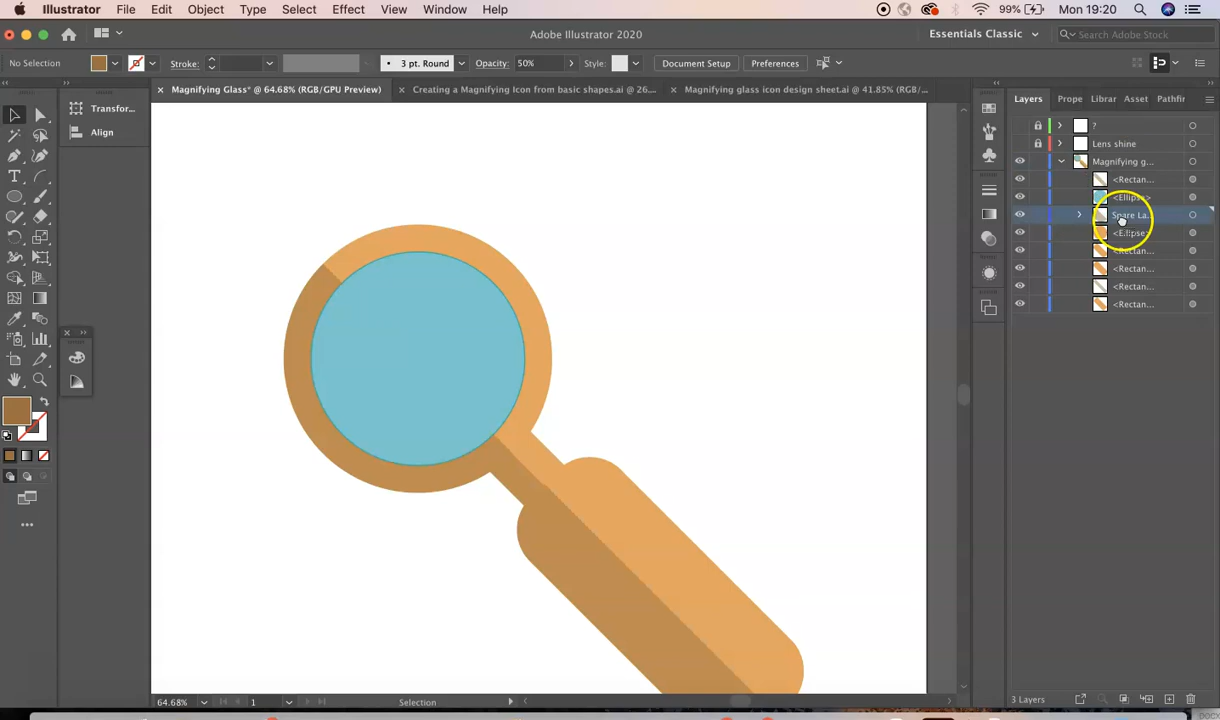 Illustrator File Edit Object Type Select Effect View Window Help 99% Mon 19:20
Adobe Illustrator 2020 Essentials Classic Search Adobe Stock
No Selection Stroke: 3 pt. Round Opacity: 50% Style: Document Setup Preferences
Magnifying Glass* @ 64.68% (RGB/GPU Preview) Creating a Magnifying Icon from basic shapes.ai @ 26.... Magnifying glass icon design sheet.ai @ 41.85% (RGB/...
Transfor...
Align
Layers Prope Librar Asset Pathfir
?
Lens shine
Magnifying g...
<Rectan...
<Ellipse>
Spare La...
<Ellipse>
<Rectan...
<Rectan...
<Rectan...
<Rectan...
64.68% 1 Selection 3 Layers